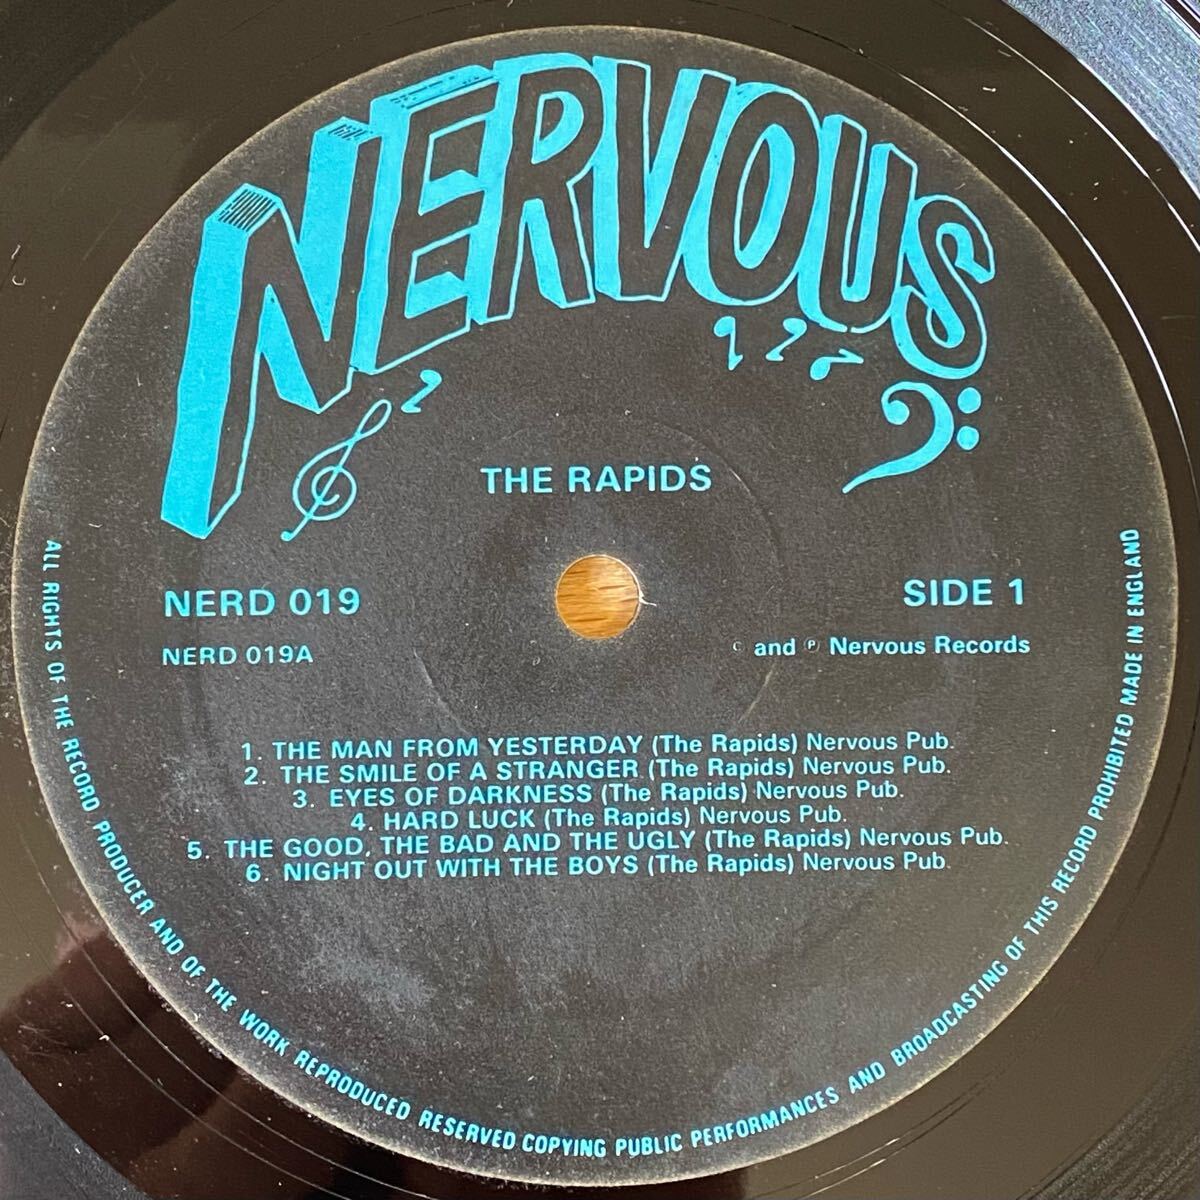 NERVOUS
THE RAPIDS
NERD 019
SIDE 1
NERD 019A
© and ℗ Nervous Records
1. THE MAN FROM YESTERDAY (The Rapids) Nervous Pub.
2. THE SMILE OF A STRANGER (The Rapids) Nervous Pub.
3. EYES OF DARKNESS (The Rapids) Nervous Pub.
4. HARD LUCK (The Rapids) Nervous Pub.
5. THE GOOD, THE BAD AND THE UGLY (The Rapids) Nervous Pub.
6. NIGHT OUT WITH THE BOYS (The Rapids) Nervous Pub.
ALL RIGHTS OF THE RECORD PRODUCER AND OF THE WORK REPRODUCED RESERVED COPYING PUBLIC PERFORMANCES AND BROADCASTING OF THIS RECORD PROHIBITED MADE IN ENGLAND